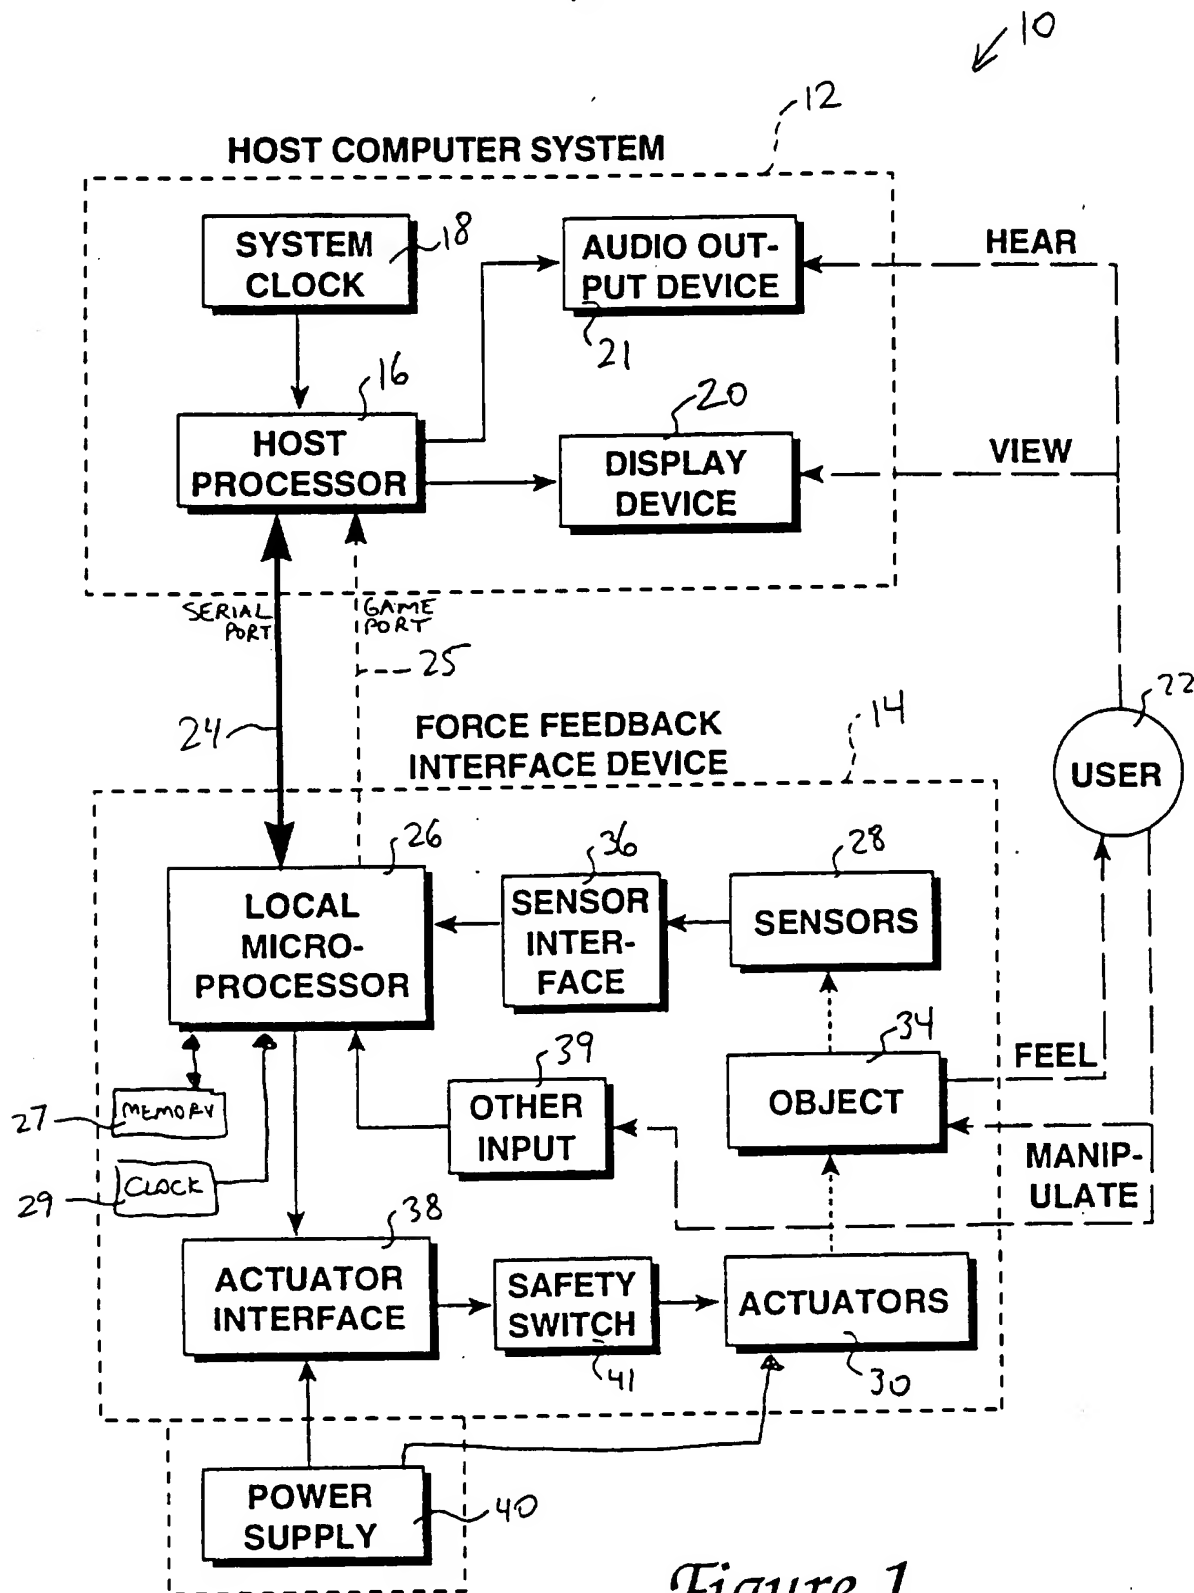 10
12
HOST COMPUTER SYSTEM
SYSTEM
CLOCK
18
AUDIO OUT-
PUT DEVICE
21
HEAR
16
HOST
PROCESSOR
20
DISPLAY
DEVICE
VIEW
SERIAL
PORT
GAME
PORT
25
24
FORCE FEEDBACK
INTERFACE DEVICE
14
22
USER
26
LOCAL
MICRO-
PROCESSOR
36
SENSOR
INTER-
FACE
28
SENSORS
34
OBJECT
FEEL
39
OTHER
INPUT
MANIP-
ULATE
27
MEMORY
29
CLOCK
38
ACTUATOR
INTERFACE
SAFETY
SWITCH
41
ACTUATORS
30
POWER
SUPPLY
40
Figure 1